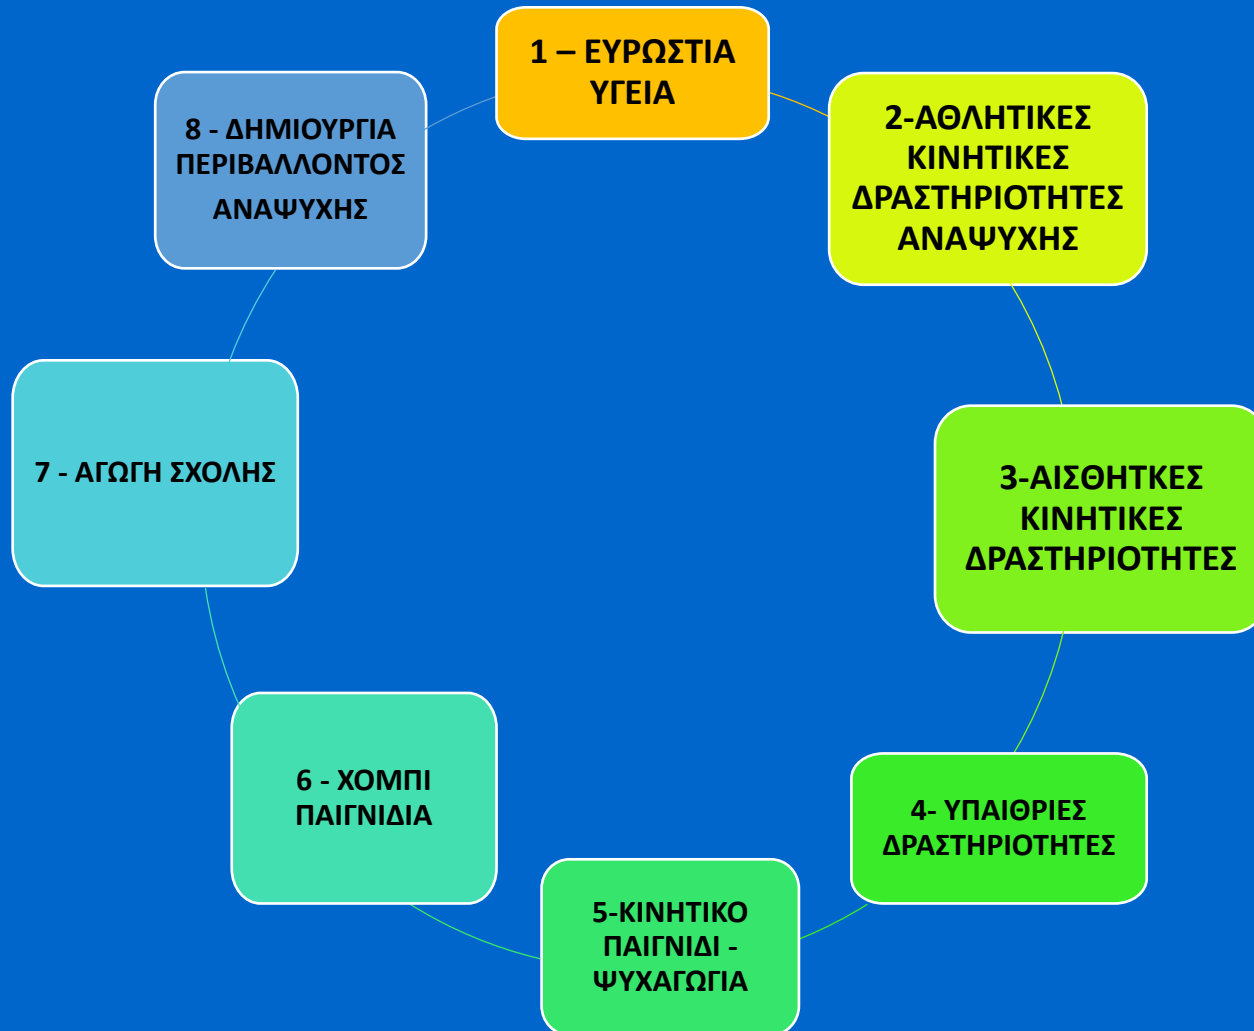 1 – ΕΥΡΩΣΤΙΑ
ΥΓΕΙΑ
2-ΑΘΛΗΤΙΚΕΣ
ΚΙΝΗΤΙΚΕΣ
ΔΡΑΣΤΗΡΙΟΤΗΤΕΣ
ΑΝΑΨΥΧΗΣ
3-ΑΙΣΘΗΤΚΕΣ
ΚΙΝΗΤΙΚΕΣ
ΔΡΑΣΤΗΡΙΟΤΗΤΕΣ
4- ΥΠΑΙΘΡΙΕΣ
ΔΡΑΣΤΗΡΙΟΤΗΤΕΣ
5-ΚΙΝΗΤΙΚΟ
ΠΑΙΓΝΙΔΙ -
ΨΥΧΑΓΩΓΙΑ
6 - ΧΟΜΠΙ
ΠΑΙΓΝΙΔΙΑ
7 - ΑΓΩΓΗ ΣΧΟΛΗΣ
8 - ΔΗΜΙΟΥΡΓΙΑ
ΠΕΡΙΒΑΛΛΟΝΤΟΣ
ΑΝΑΨΥΧΗΣ